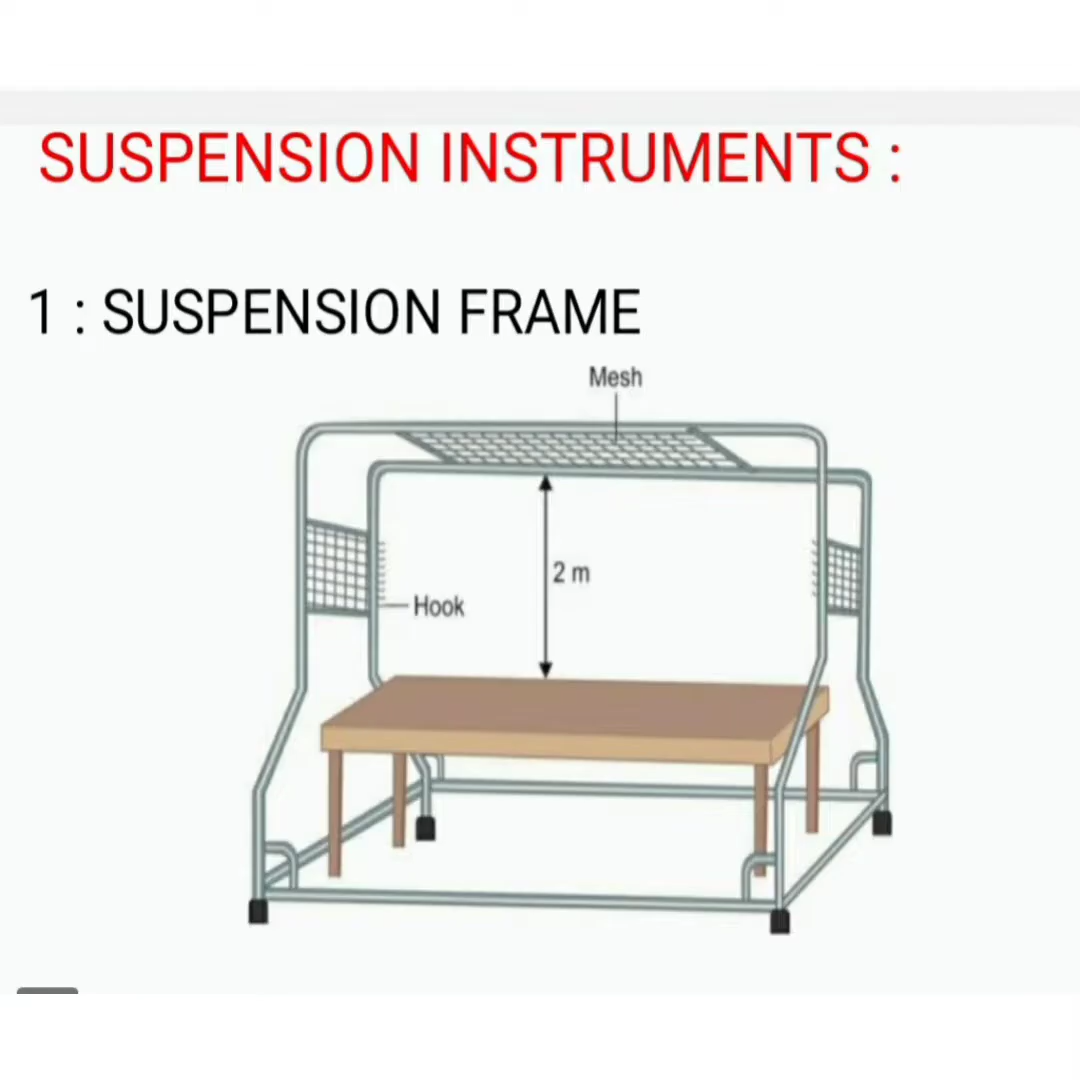 SUSPENSION INSTRUMENTS :
1 : SUSPENSION FRAME
Mesh
2 m
Hook